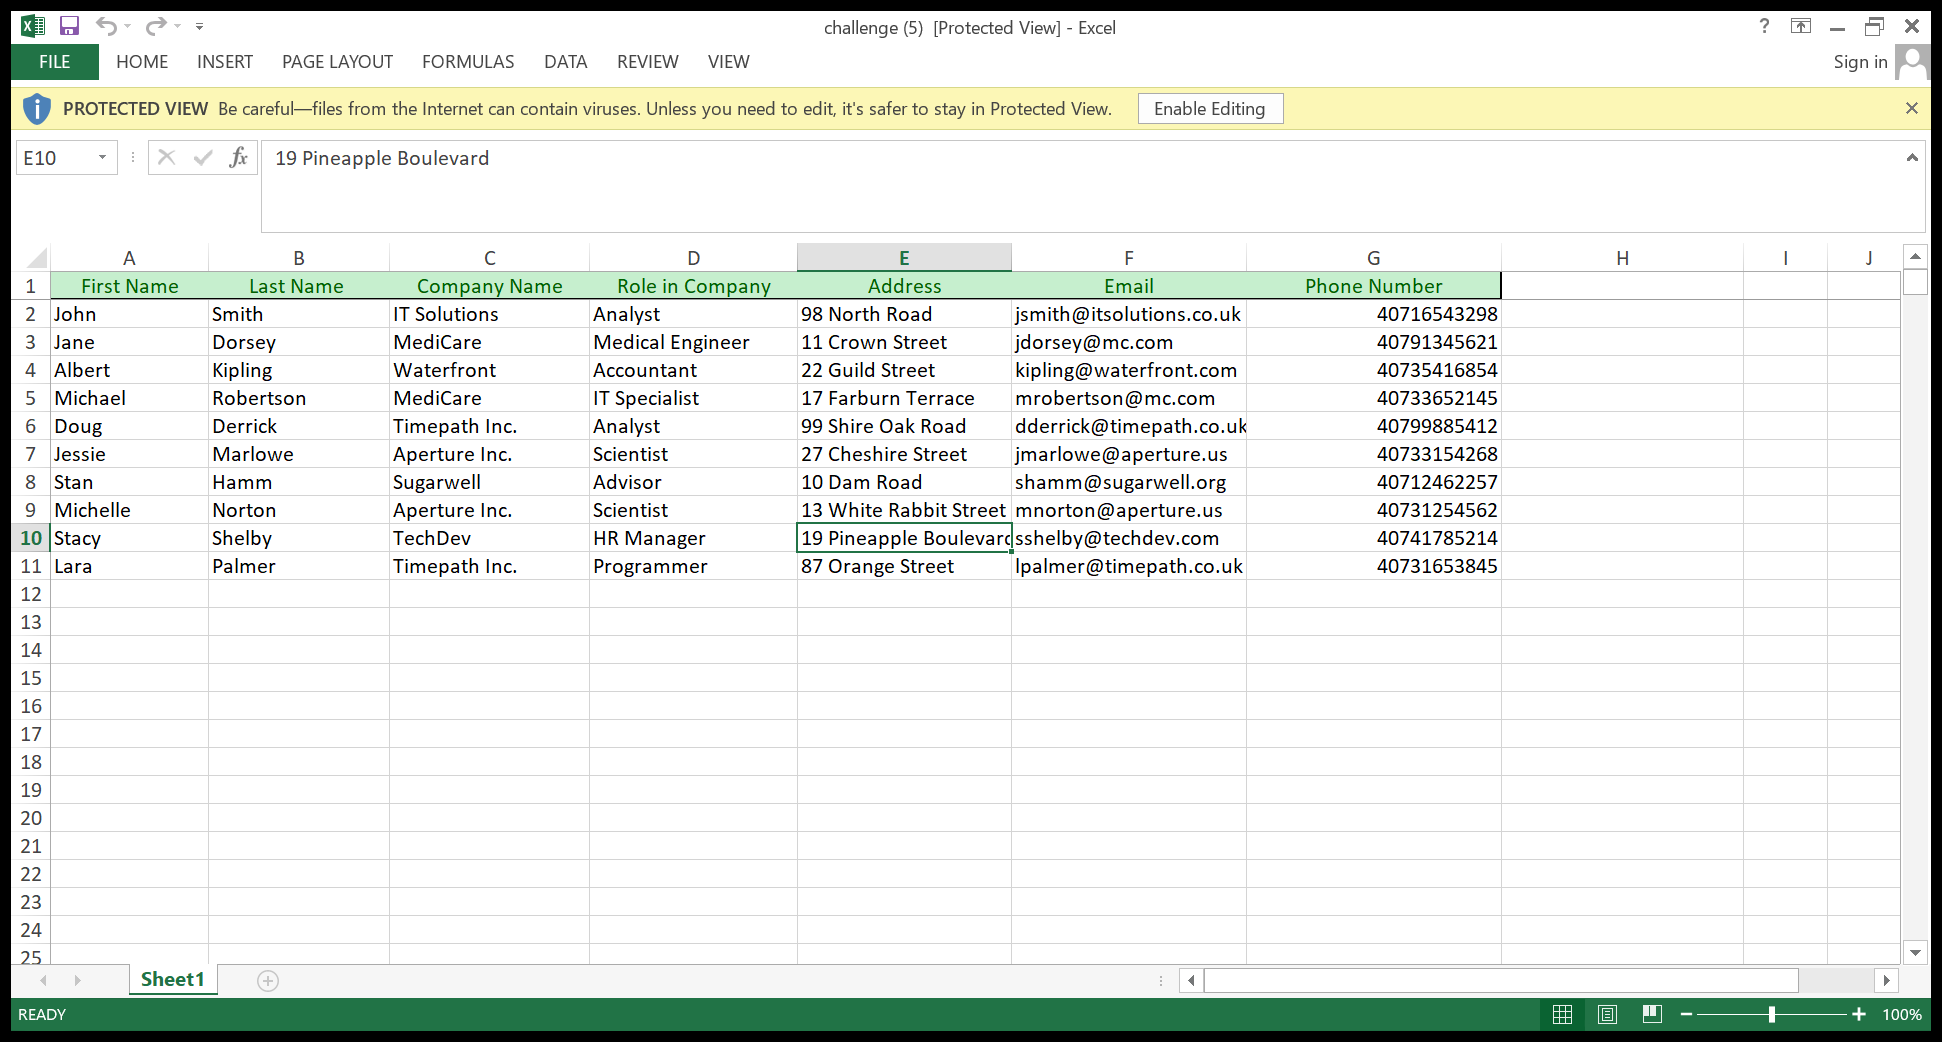 challenge (5) [Protected View] - Excel
?
FILE HOME INSERT PAGE LAYOUT FORMULAS DATA REVIEW VIEW Sign in
PROTECTED VIEW Be careful—files from the Internet can contain viruses. Unless you need to edit, it's safer to stay in Protected View. Enable Editing
E10 fx 19 Pineapple Boulevard
A B C D E F G H I J
1 First Name Last Name Company Name Role in Company Address Email Phone Number
2 John Smith IT Solutions Analyst 98 North Road jsmith@itsolutions.co.uk 40716543298
3 Jane Dorsey MediCare Medical Engineer 11 Crown Street jdorsey@mc.com 40791345621
4 Albert Kipling Waterfront Accountant 22 Guild Street kipling@waterfront.com 40735416854
5 Michael Robertson MediCare IT Specialist 17 Farburn Terrace mrobertson@mc.com 40733652145
6 Doug Derrick Timepath Inc. Analyst 99 Shire Oak Road dderrick@timepath.co.uk 40799885412
7 Jessie Marlowe Aperture Inc. Scientist 27 Cheshire Street jmarlowe@aperture.us 40733154268
8 Stan Hamm Sugarwell Advisor 10 Dam Road shamm@sugarwell.org 40712462257
9 Michelle Norton Aperture Inc. Scientist 13 White Rabbit Street mnorton@aperture.us 40731254562
10 Stacy Shelby TechDev HR Manager 19 Pineapple Boulevard sshelby@techdev.com 40741785214
11 Lara Palmer Timepath Inc. Programmer 87 Orange Street lpalmer@timepath.co.uk 40731653845
12
13
14
15
16
17
18
19
20
21
22
23
24
25
Sheet1
READY 100%